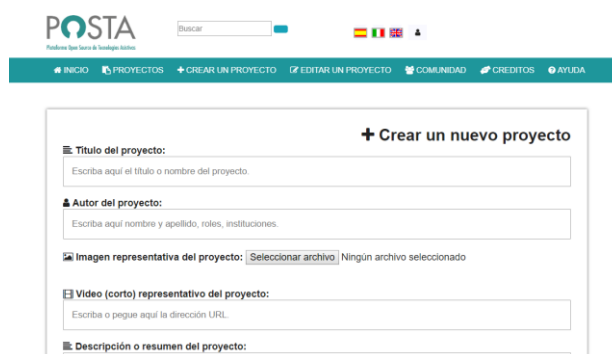 POSTA
Plataforma Open Source de Tecnologías Asistivas
Buscar
INICIO PROYECTOS CREAR UN PROYECTO EDITAR UN PROYECTO COMUNIDAD CREDITOS AYUDA
Crear un nuevo proyecto
Título del proyecto:
Escriba aquí el título o nombre del proyecto.
Autor del proyecto:
Escriba aquí nombre y apellido, roles, instituciones.
Imagen representativa del proyecto: Seleccionar archivo Ningún archivo seleccionado
Video (corto) representativo del proyecto:
Escriba o pegue aquí la dirección URL.
Descripción o resumen del proyecto: